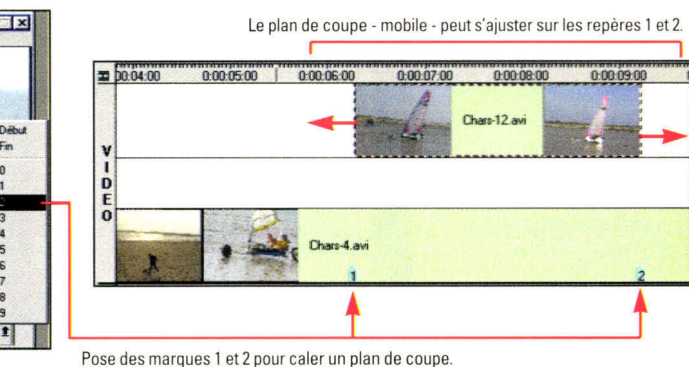 Le plan de coupe - mobile - peut s'ajuster sur les repères 1 et 2.
0:00:04:00 0:00:05:00 0:00:06:00 0:00:07:00 0:00:08:00 0:00:09:00
Début
Fin
0
1
2
3
4
5
6
7
8
9
VIDEO
Chars-12.avi
Chars-4.avi
1 2
Pose des marques 1 et 2 pour caler un plan de coupe.